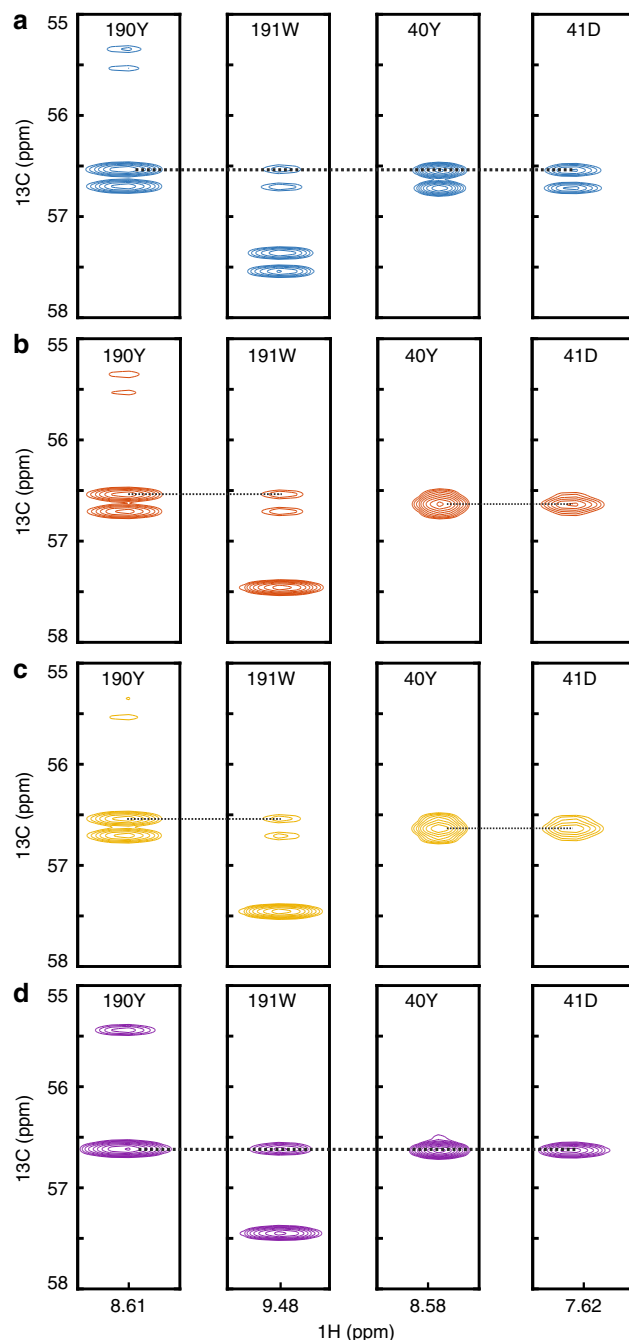 a
55
56
57
58
13C (ppm)
190Y
191W
40Y
41D
b
55
56
57
58
13C (ppm)
190Y
191W
40Y
41D
c
55
56
57
58
13C (ppm)
190Y
191W
40Y
41D
d
55
56
57
58
13C (ppm)
190Y
191W
40Y
41D
8.61
9.48
8.58
7.62
1H (ppm)